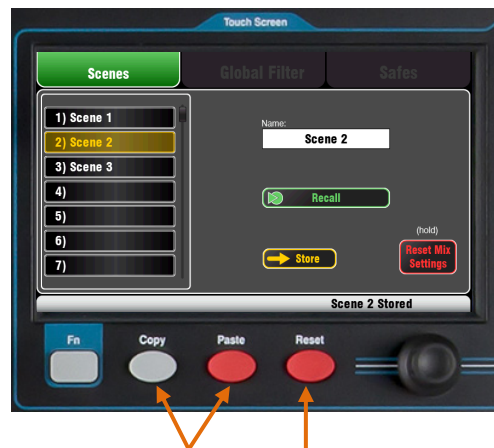 Touch Screen
Scenes
Global Filter
Safes
1) Scene 1
2) Scene 2
3) Scene 3
4)
5)
6)
7)
Name:
Scene 2
Recall
Store
(hold)
Reset Mix
Settings
Scene 2 Stored
Fn
Copy
Paste
Reset